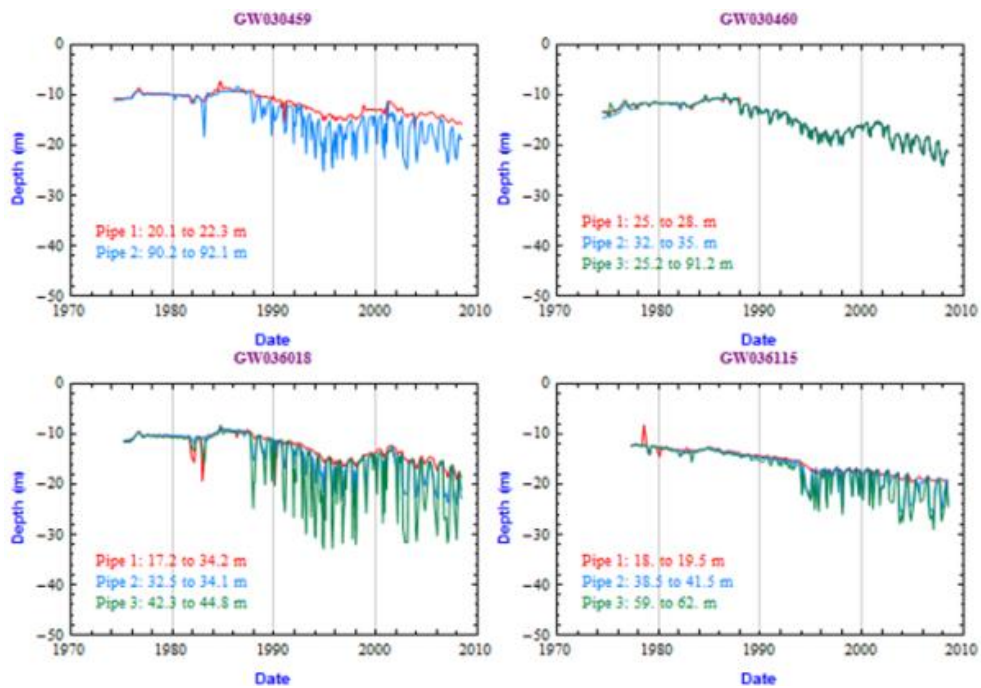 GW030459
0
−10
−20
−30
−40
−50
Depth (m)
Pipe 1: 20.1 to 22.3 m
Pipe 2: 90.2 to 92.1 m
1970 1980 1990 2000 2010
Date
GW030460
0
−10
−20
−30
−40
−50
Depth (m)
Pipe 1: 25. to 28. m
Pipe 2: 32. to 35. m
Pipe 3: 25.2 to 91.2 m
1970 1980 1990 2000 2010
Date
GW036018
0
−10
−20
−30
−40
−50
Depth (m)
Pipe 1: 17.2 to 34.2 m
Pipe 2: 32.5 to 34.1 m
Pipe 3: 42.3 to 44.8 m
1970 1980 1990 2000 2010
Date
GW036115
0
−10
−20
−30
−40
−50
Depth (m)
Pipe 1: 18. to 19.5 m
Pipe 2: 38.5 to 41.5 m
Pipe 3: 59. to 62. m
1970 1980 1990 2000 2010
Date